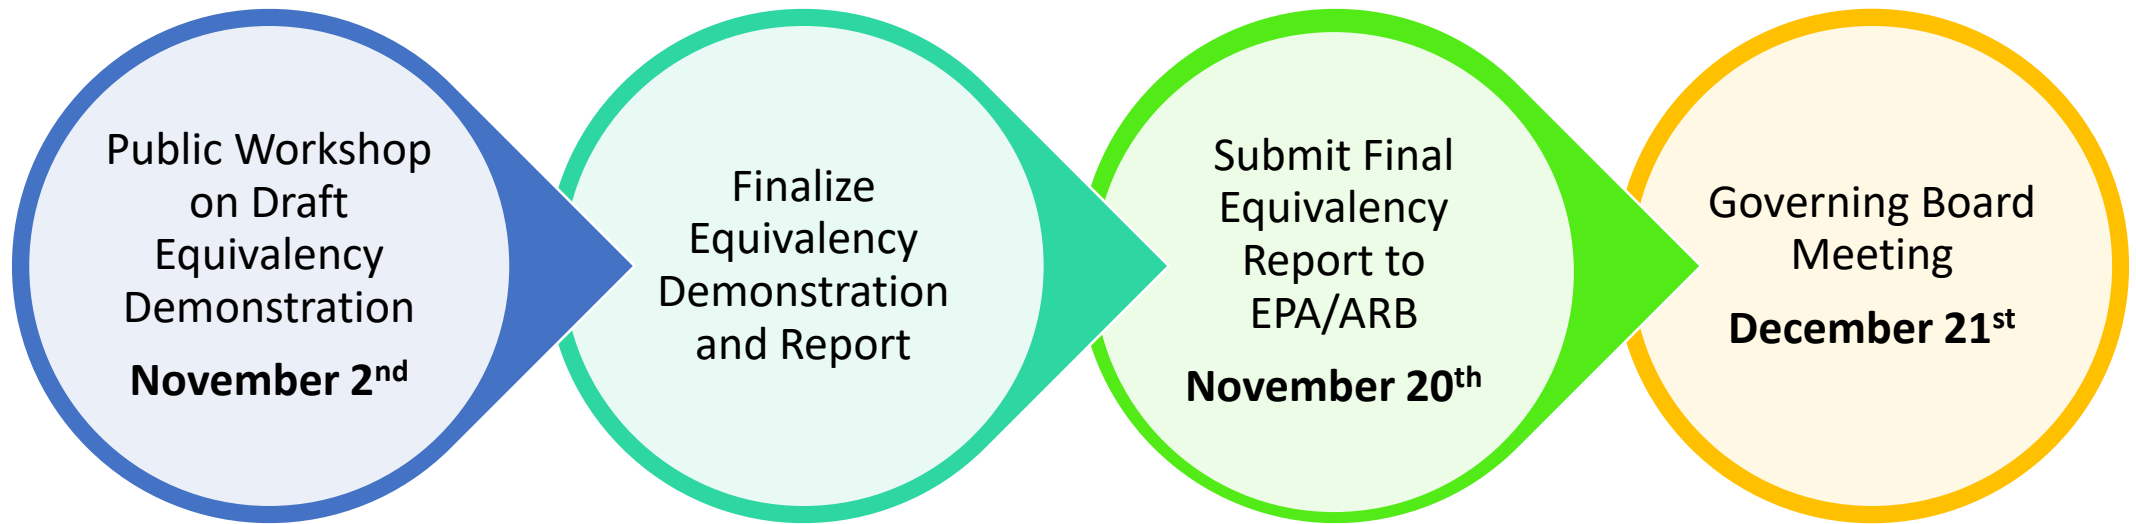 Public Workshop
on Draft
Equivalency
Demonstration
November 2nd
Finalize
Equivalency
Demonstration
and Report
Submit Final
Equivalency
Report to
EPA/ARB
November 20th
Governing Board
Meeting
December 21st